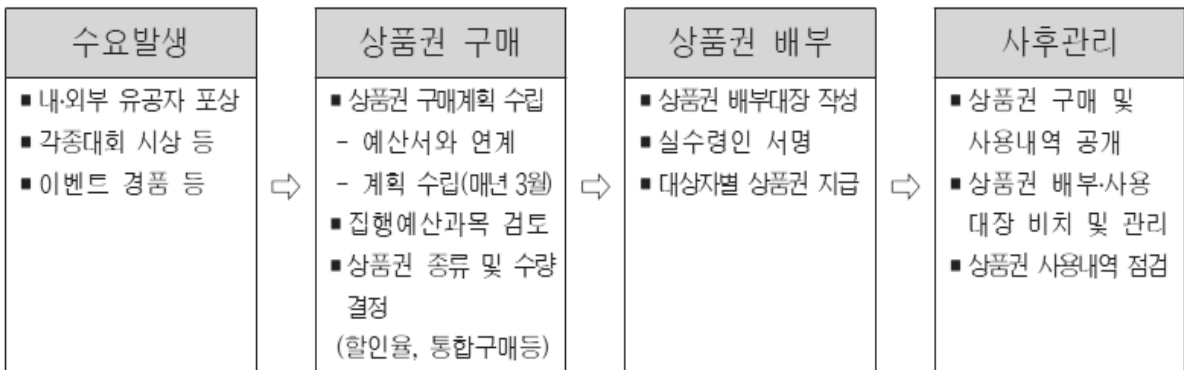 수요발생
■ 내·외부 유공자 포상
■ 각종대회 시상 등
■ 이벤트 경품 등
⇨
상품권 구매
■ 상품권 구매계획 수립
- 예산서와 연계
- 계획 수립(매년 3월)
■ 집행예산과목 검토
■ 상품권 종류 및 수량
결정
(할인율, 통합구매등)
⇨
상품권 배부
■ 상품권 배부대장 작성
■ 실수령인 서명
■ 대상자별 상품권 지급
⇨
사후관리
■ 상품권 구매 및
사용내역 공개
■ 상품권 배부·사용
대장 비치 및 관리
■ 상품권 사용내역 점검